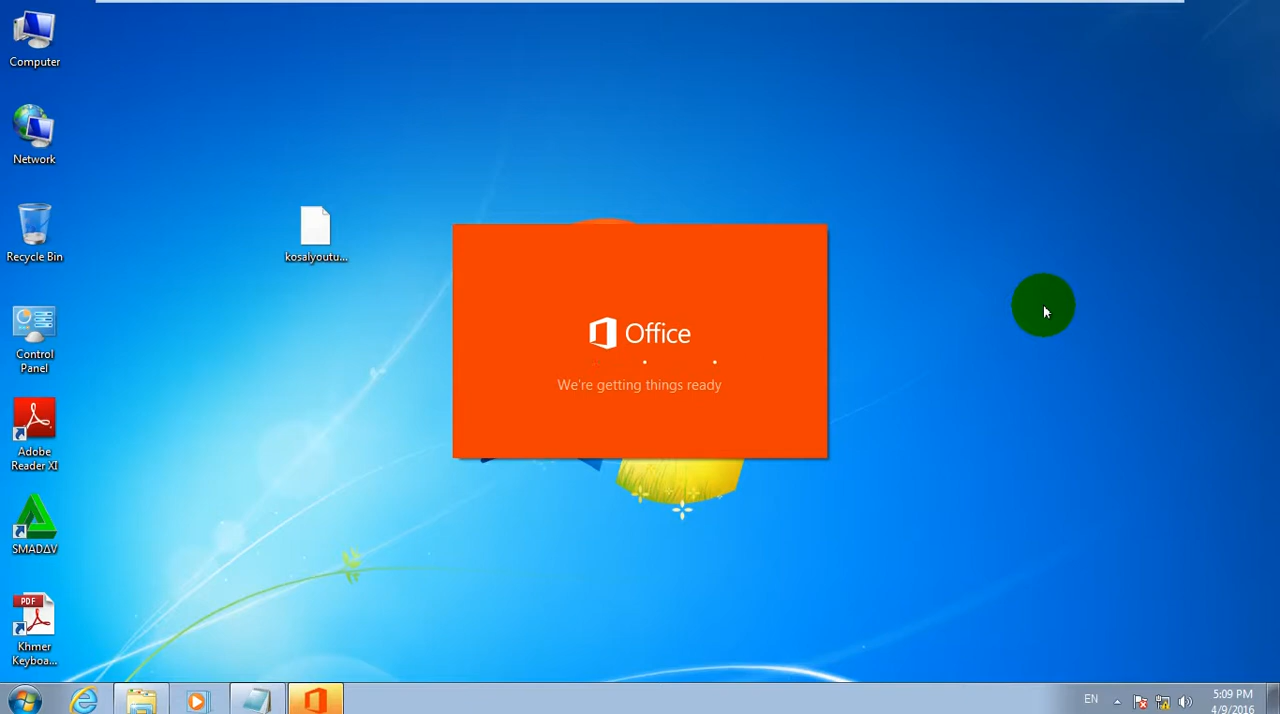 Computer
Network
Recycle Bin
Control
Panel
Adobe
Reader XI
SMADΔV
PDF
Khmer
Keyboa...
kosalyoutu...
Office
We're getting things ready
EN
5:09 PM
4/9/2016